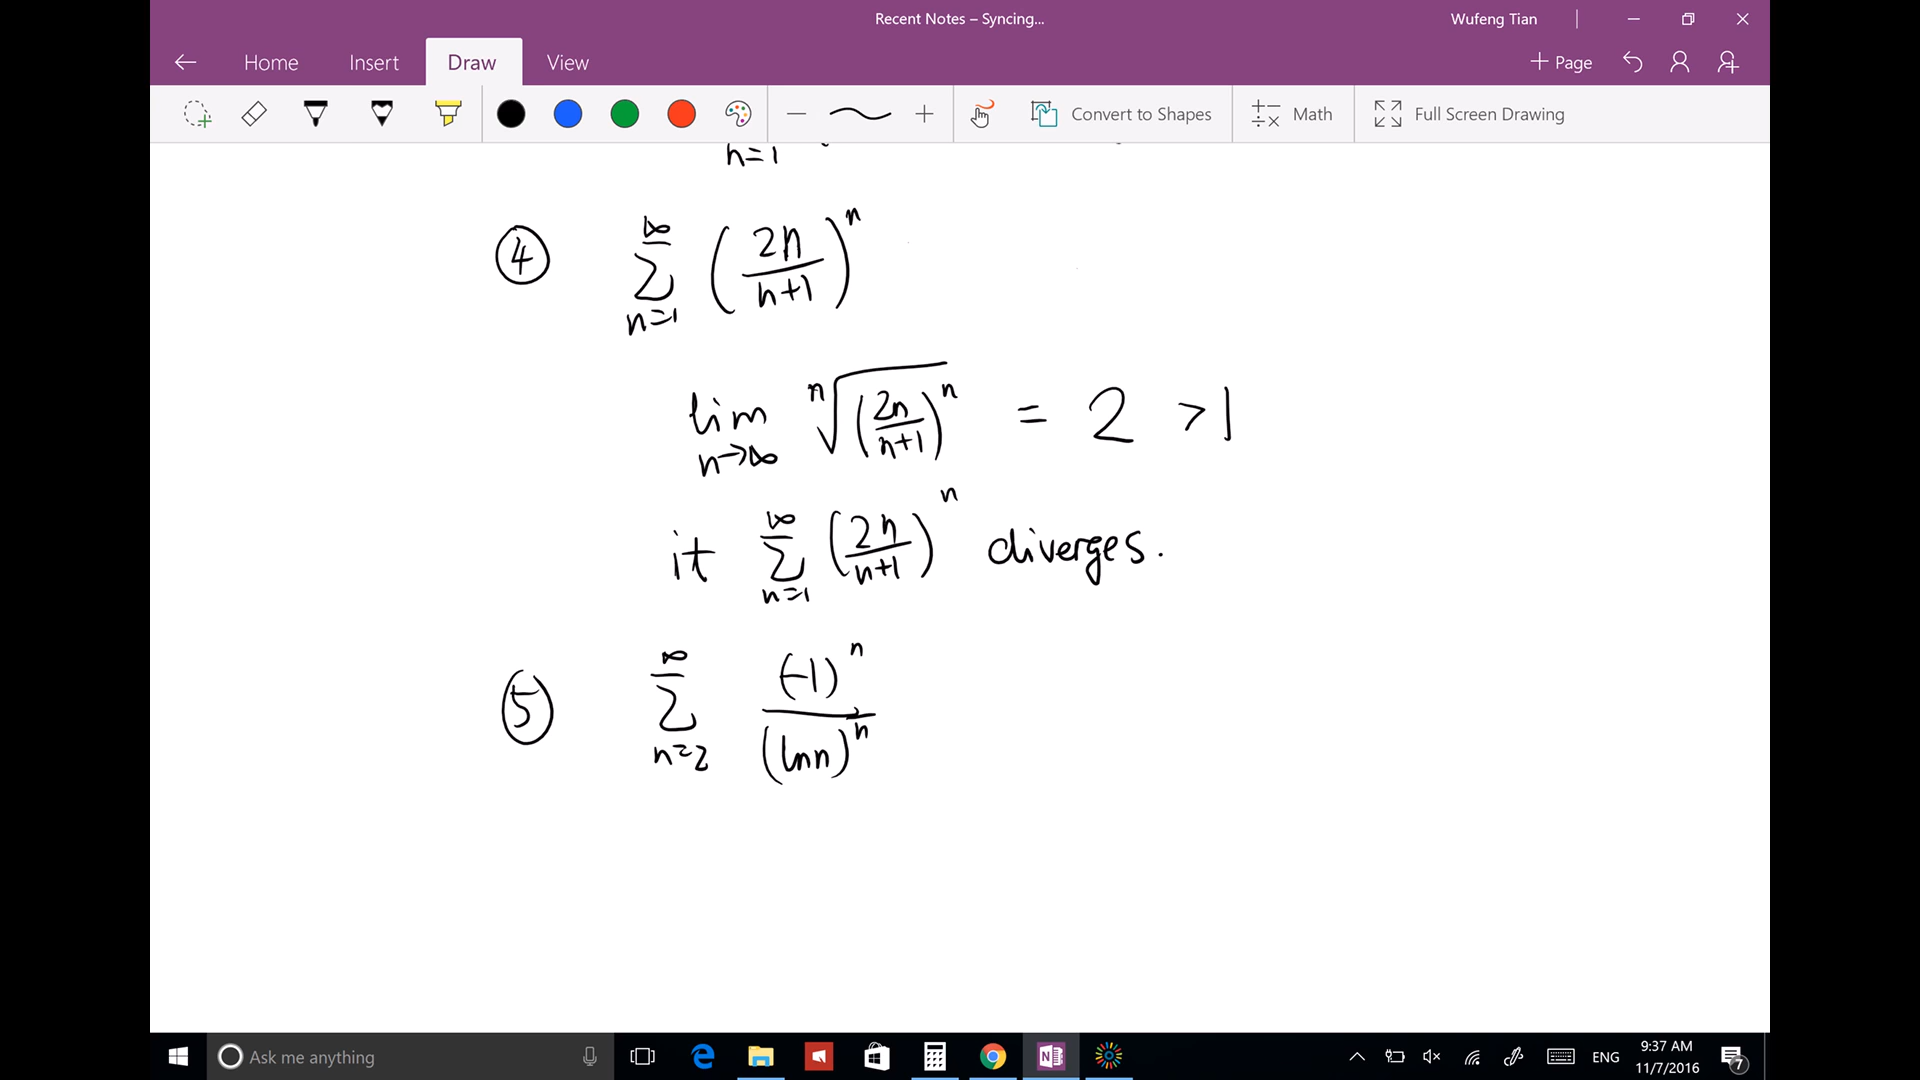 Recent Notes – Syncing...
Wufeng Tian
Home Insert Draw View
Page
Convert to Shapes
Math
Full Screen Drawing
n=1
④ ∞ ∑ n=1 (2n/n+1)^n
lim n→∞ ⁿ√(2n/n+1)^n = 2 >1
it ∞ ∑ n=1 (2n/n+1)^n diverges.
⑤ ∞ ∑ n=2 (-1)^n/(ln n)^n
Ask me anything
ENG
9:37 AM
11/7/2016
7